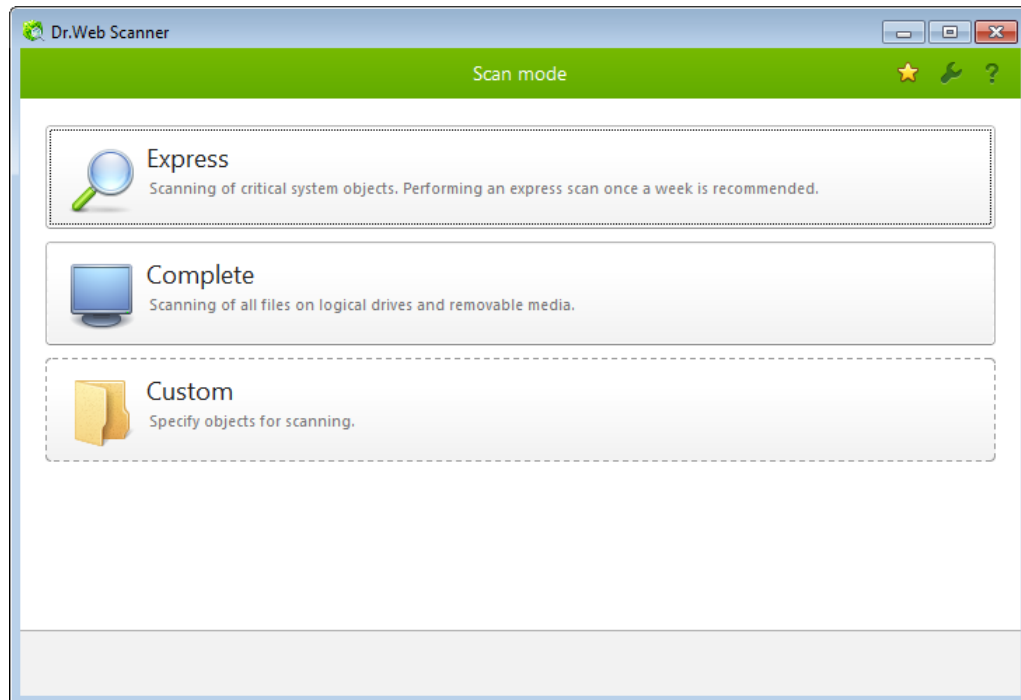 Dr.Web Scanner
Scan mode
?
Express
Scanning of critical system objects. Performing an express scan once a week is recommended.
Complete
Scanning of all files on logical drives and removable media.
Custom
Specify objects for scanning.